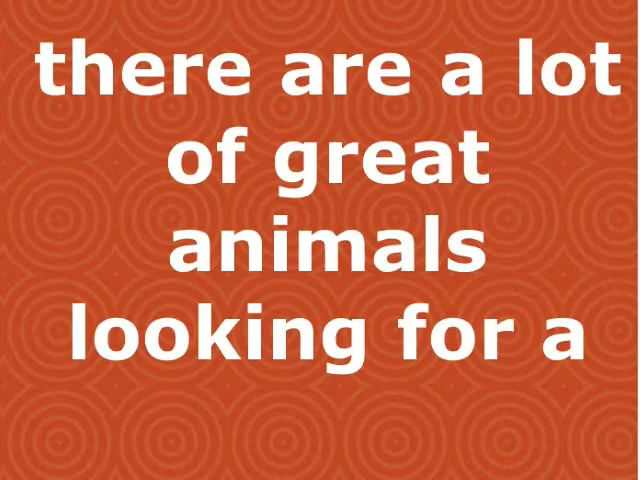 there are a lot
of great
animals
looking for a